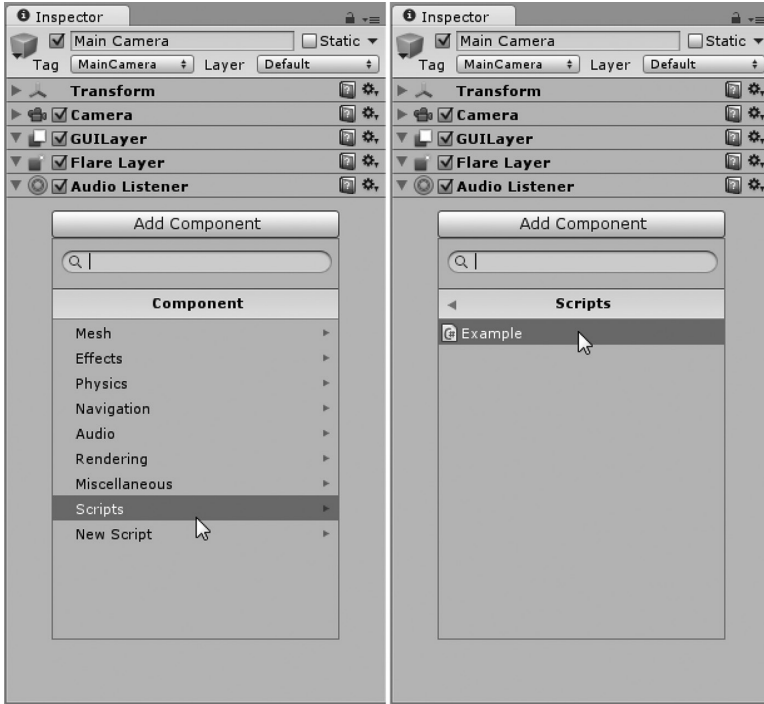 Inspector
Main Camera Static
Tag MainCamera Layer Default
Transform
Camera
GUILayer
Flare Layer
Audio Listener
Add Component
Component
Mesh
Effects
Physics
Navigation
Audio
Rendering
Miscellaneous
Scripts
New Script
Inspector
Main Camera Static
Tag MainCamera Layer Default
Transform
Camera
GUILayer
Flare Layer
Audio Listener
Add Component
Scripts
Example